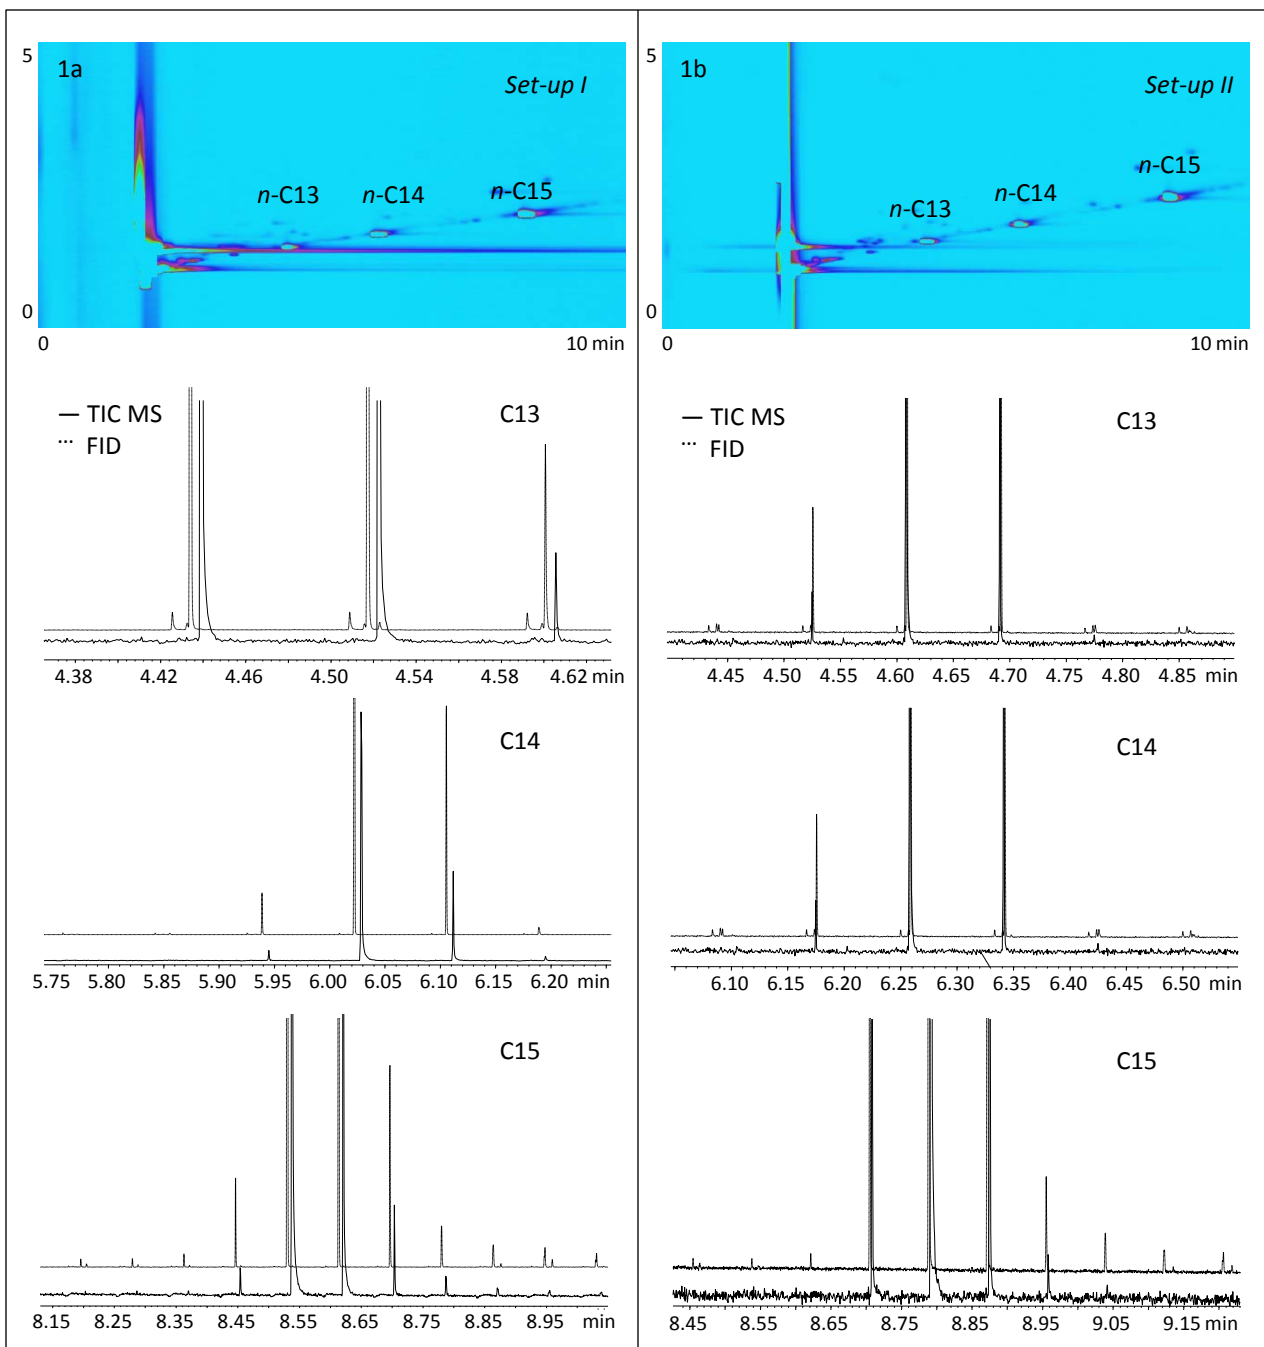 5
1a
Set-up I
n-C13
n-C14
n-C15
0
0
10 min
— TIC MS
··· FID
C13
4.38 4.42 4.46 4.50 4.54 4.58 4.62 min
C14
5.75 5.80 5.85 5.90 5.95 6.00 6.05 6.10 6.15 6.20 min
C15
8.15 8.25 8.35 8.45 8.55 8.65 8.75 8.85 8.95 min
5
1b
Set-up II
n-C13
n-C14
n-C15
0
0
10 min
— TIC MS
··· FID
C13
4.45 4.50 4.55 4.60 4.65 4.70 4.75 4.80 4.85 min
C14
6.10 6.15 6.20 6.25 6.30 6.35 6.40 6.45 6.50 min
C15
8.45 8.55 8.65 8.75 8.85 8.95 9.05 9.15 min